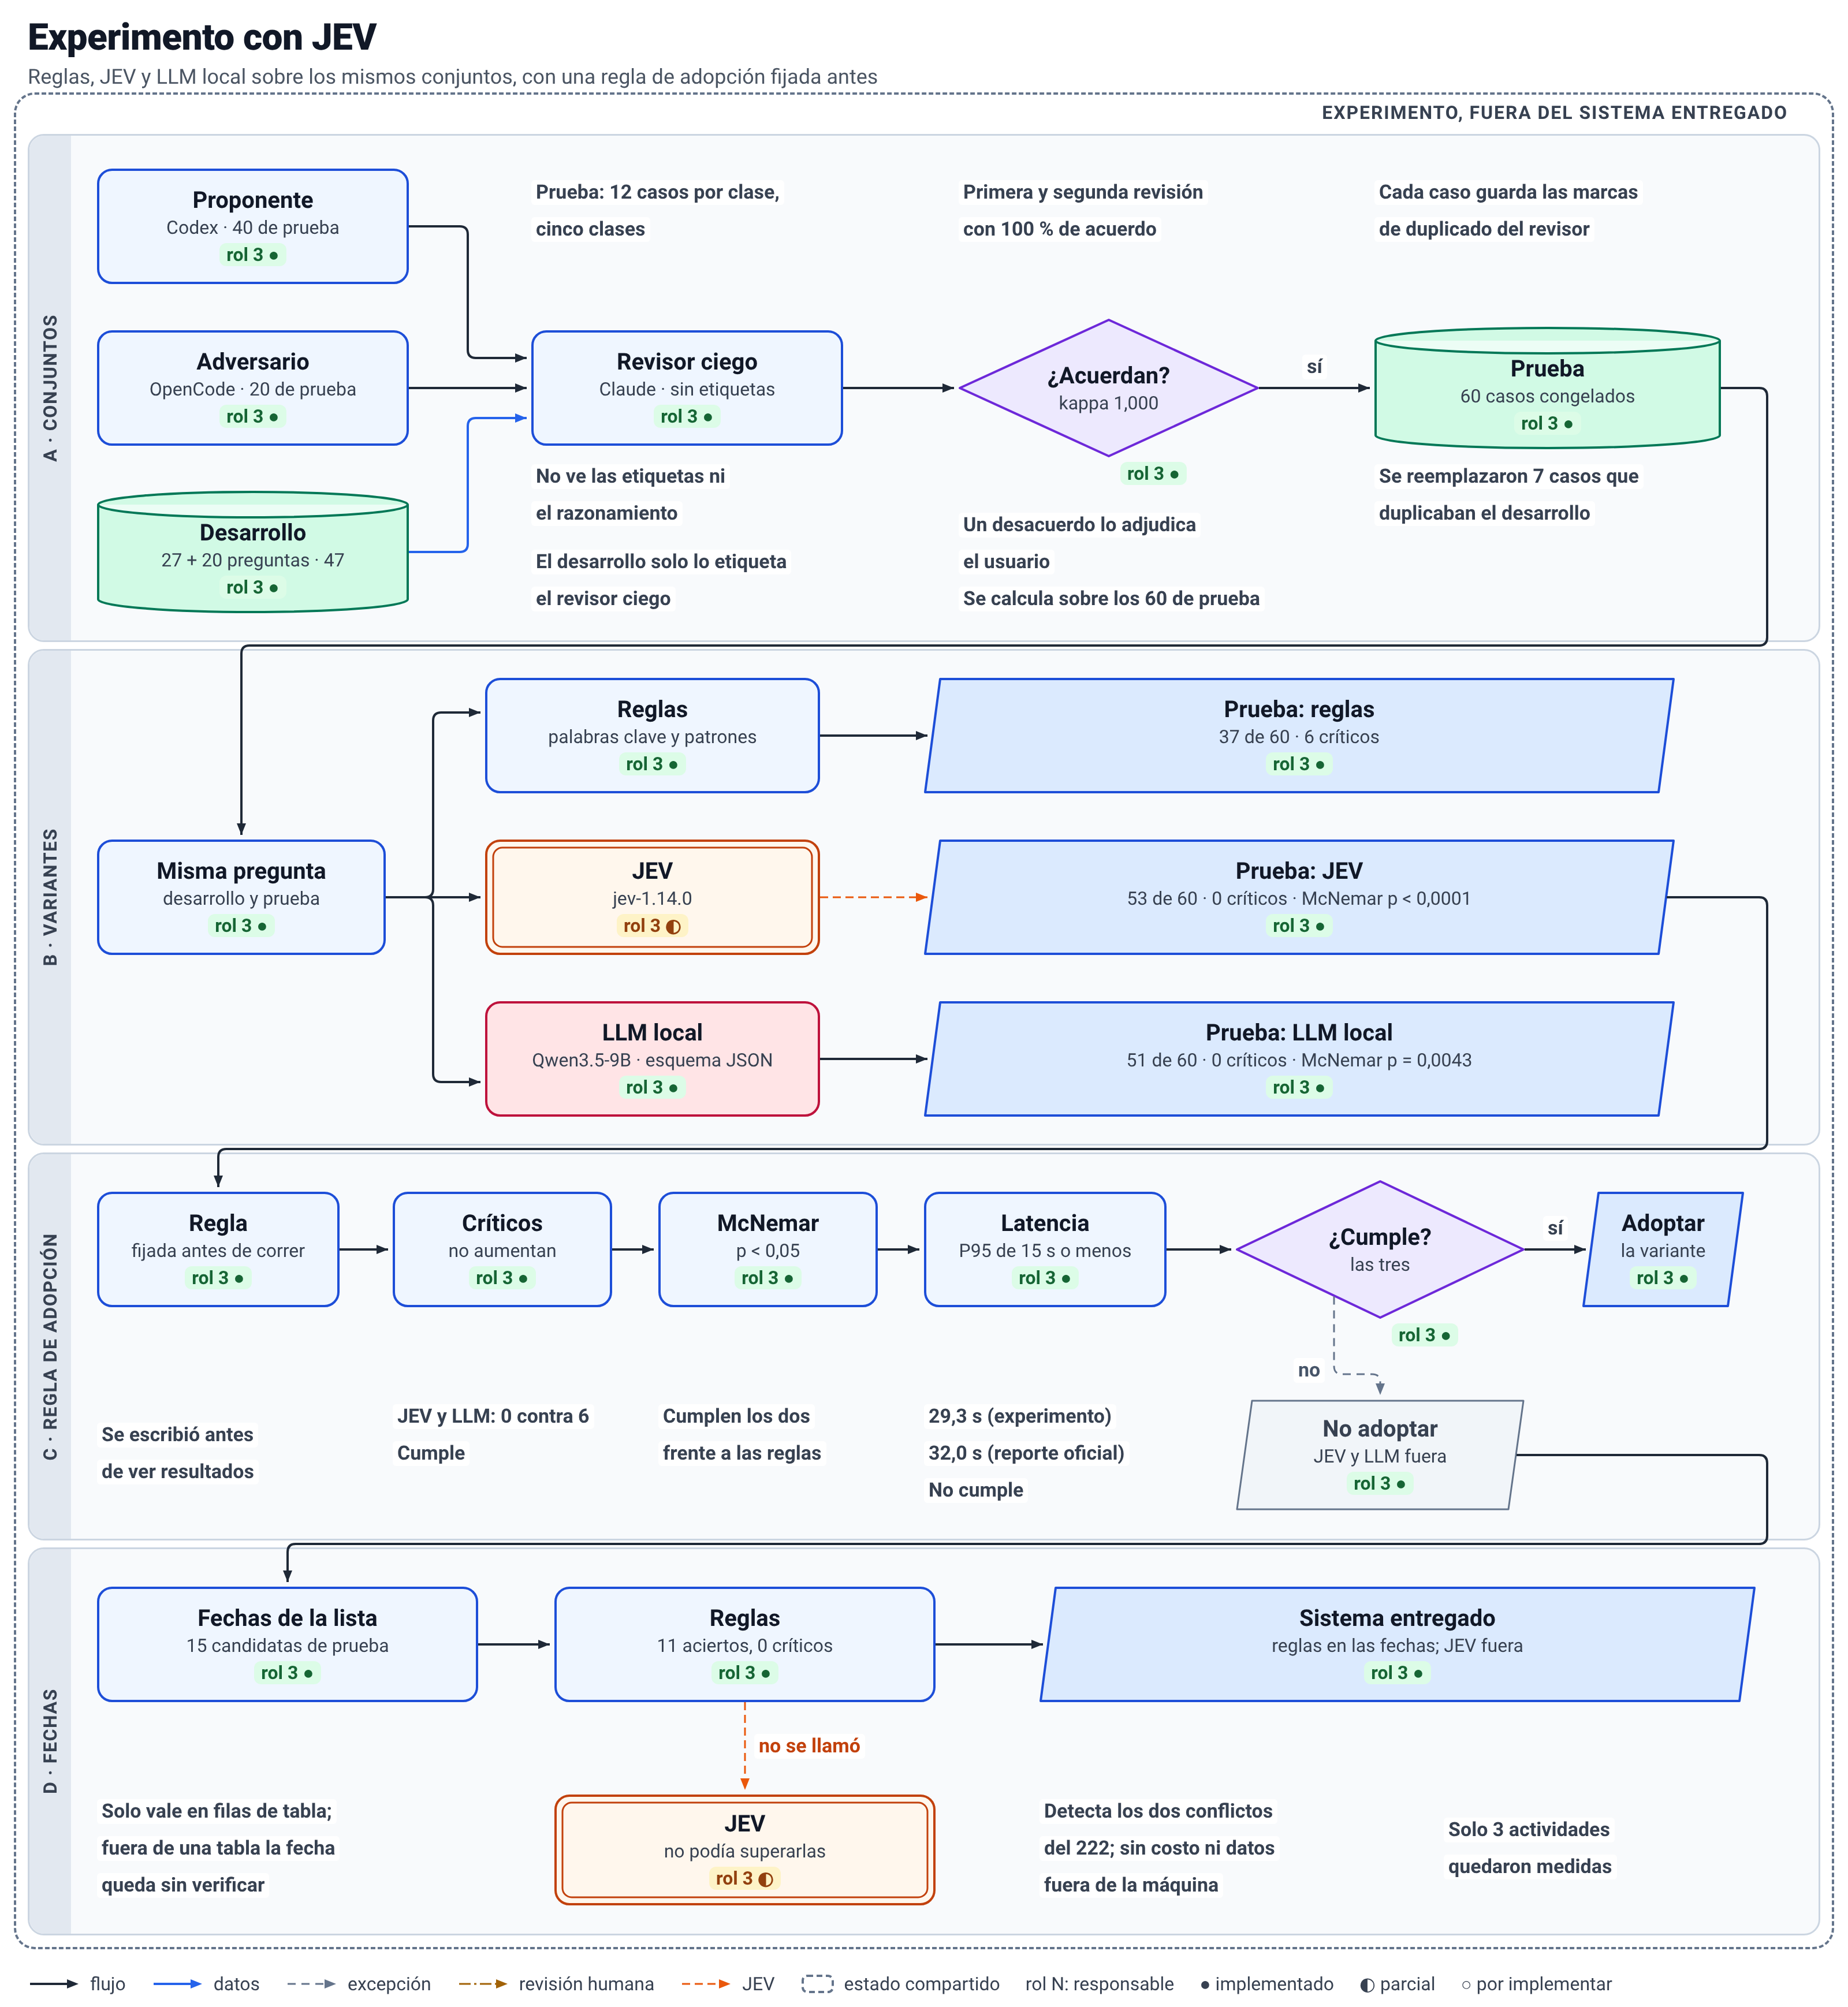 Experimento con JEV
Reglas, JEV y LLM local sobre los mismos conjuntos, con una regla de adopción fijada antes
EXPERIMENTO, FUERA DEL SISTEMA ENTREGADO
A · CONJUNTOS
Proponente
Codex · 40 de prueba
rol 3 ●
Prueba: 12 casos por clase,
cinco clases
Primera y segunda revisión
con 100 % de acuerdo
Cada caso guarda las marcas
de duplicado del revisor
Adversario
OpenCode · 20 de prueba
rol 3 ●
Revisor ciego
Claude · sin etiquetas
rol 3 ●
¿Acuerdan?
kappa 1,000
rol 3 ●
sí
Prueba
60 casos congelados
rol 3 ●
Desarrollo
27 + 20 preguntas · 47
rol 3 ●
No ve las etiquetas ni
el razonamiento
El desarrollo solo lo etiqueta
el revisor ciego
Un desacuerdo lo adjudica
el usuario
Se calcula sobre los 60 de prueba
Se reemplazaron 7 casos que
duplicaban el desarrollo
B · VARIANTES
Reglas
palabras clave y patrones
rol 3 ●
Prueba: reglas
37 de 60 · 6 críticos
rol 3 ●
Misma pregunta
desarrollo y prueba
rol 3 ●
JEV
jev-1.14.0
rol 3 ◐
Prueba: JEV
53 de 60 · 0 críticos · McNemar p < 0,0001
rol 3 ●
LLM local
Qwen3.5-9B · esquema JSON
rol 3 ●
Prueba: LLM local
51 de 60 · 0 críticos · McNemar p = 0,0043
rol 3 ●
C · REGLA DE ADOPCIÓN
Regla
fijada antes de correr
rol 3 ●
Críticos
no aumentan
rol 3 ●
McNemar
p < 0,05
rol 3 ●
Latencia
P95 de 15 s o menos
rol 3 ●
¿Cumple?
las tres
rol 3 ●
sí
Adoptar
la variante
rol 3 ●
no
No adoptar
JEV y LLM fuera
rol 3 ●
Se escribió antes
de ver resultados
JEV y LLM: 0 contra 6
Cumple
Cumplen los dos
frente a las reglas
29,3 s (experimento)
32,0 s (reporte oficial)
No cumple
D · FECHAS
Fechas de la lista
15 candidatas de prueba
rol 3 ●
Reglas
11 aciertos, 0 críticos
rol 3 ●
Sistema entregado
reglas en las fechas; JEV fuera
rol 3 ●
no se llamó
JEV
no podía superarlas
rol 3 ◐
Solo vale en filas de tabla;
fuera de una tabla la fecha
queda sin verificar
Detecta los dos conflictos
del 222; sin costo ni datos
fuera de la máquina
Solo 3 actividades
quedaron medidas
flujo
datos
excepción
revisión humana
JEV
estado compartido
rol N: responsable
● implementado
◐ parcial
○ por implementar